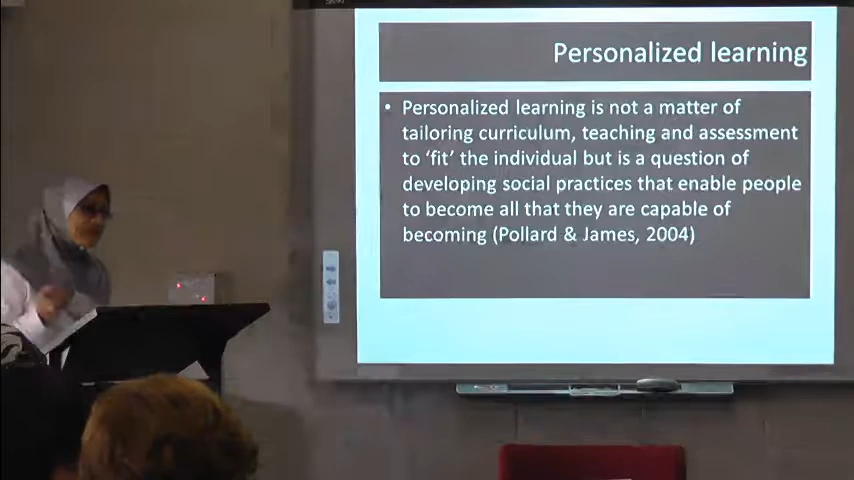 Personalized learning
• Personalized learning is not a matter of
tailoring curriculum, teaching and assessment
to ‘fit’ the individual but is a question of
developing social practices that enable people
to become all that they are capable of
becoming (Pollard & James, 2004)